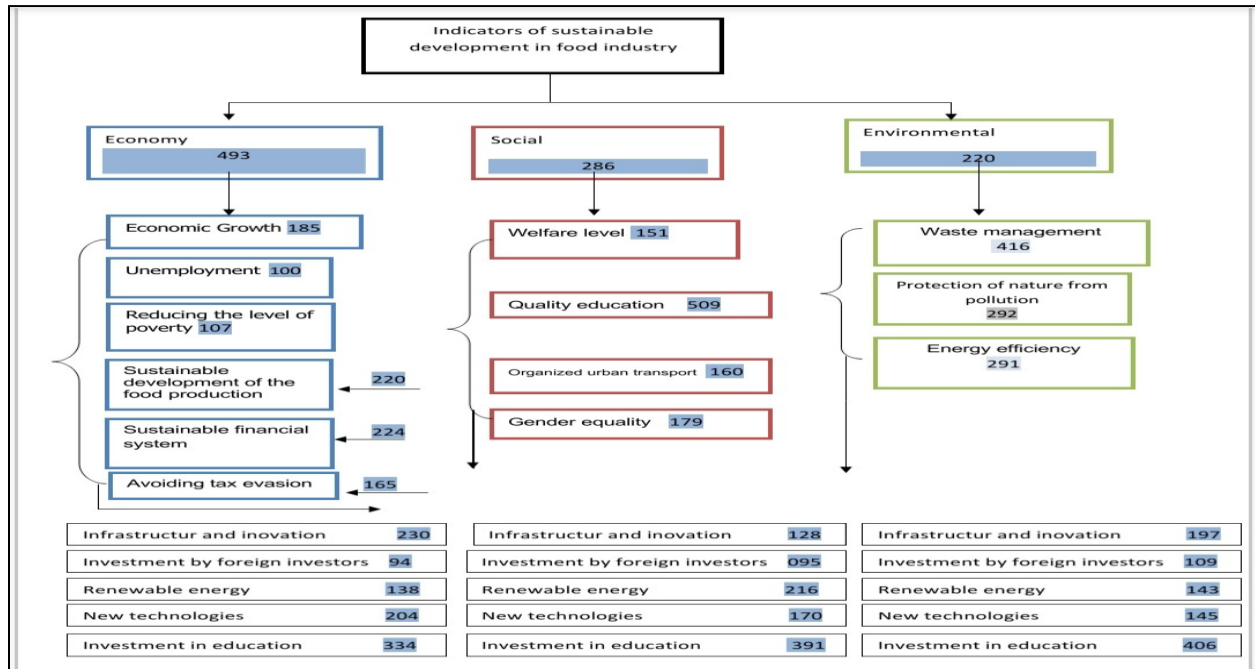 Indicators of sustainable
development in food industry
Economy
493
Social
286
Environmental
220
Economic Growth 185
Unemployment 100
Reducing the level of
poverty 107
Sustainable
development of the
food production
220
Sustainable financial
system
224
Avoiding tax evasion
165
Welfare level 151
Quality education 509
Organized urban transport 160
Gender equality 179
Waste management
416
Protection of nature from
pollution
292
Energy efficiency
291
Infrastructur and inovation 230
Investment by foreign investors 94
Renewable energy 138
New technologies 204
Investment in education 334
Infrastructur and inovation 128
Investment by foreign investors 095
Renewable energy 216
New technologies 170
Investment in education 391
Infrastructur and inovation 197
Investment by foreign investors 109
Renewable energy 143
New technologies 145
Investment in education 406